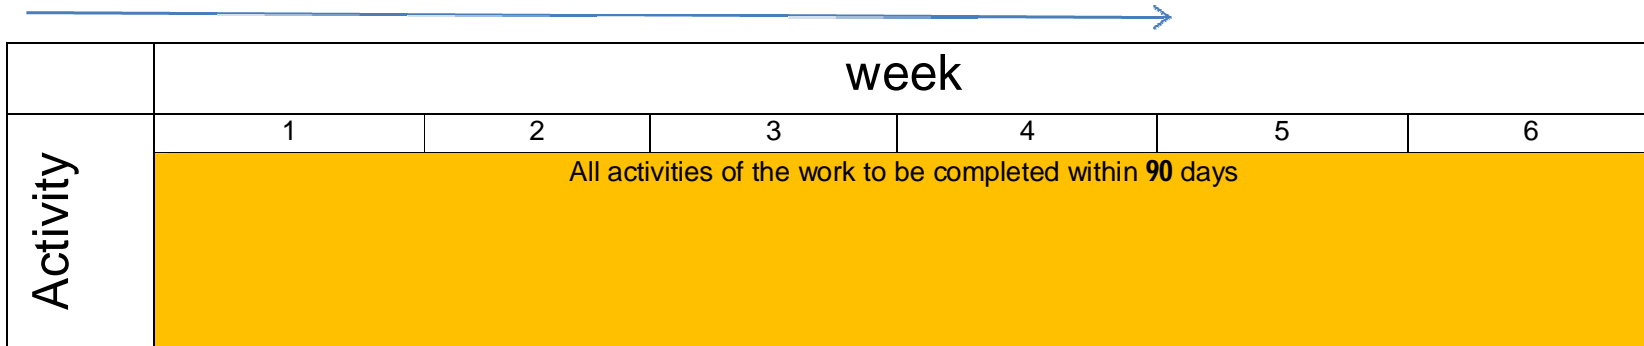 week
1 2 3 4 5 6
Activity
All activities of the work to be completed within 90 days